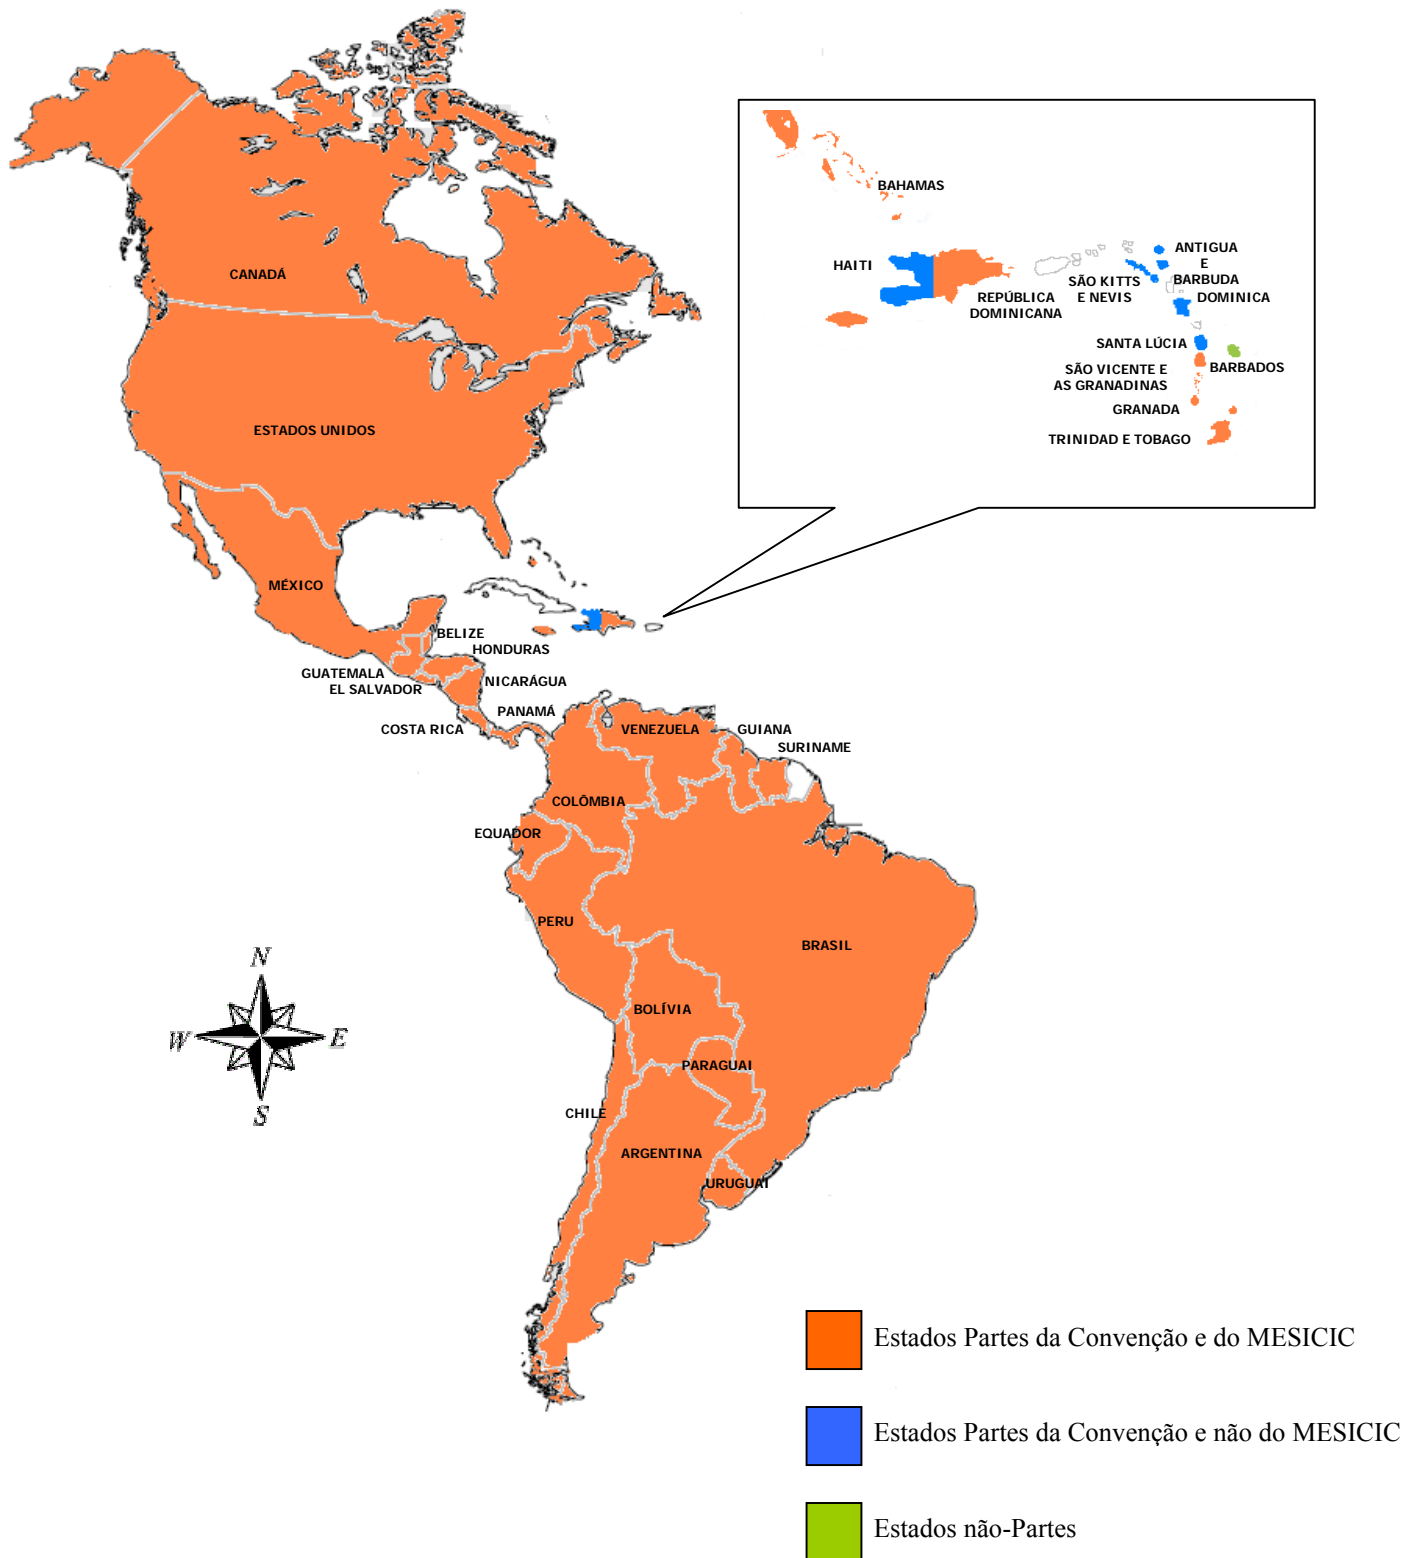 BAHAMAS
HAITI
REPÚBLICA
DOMINICANA
SÃO KITTS
E NEVIS
ANTIGUA
E
BARBUDA
DOMINICA
SANTA LÚCIA
BARBADOS
SÃO VICENTE E
AS GRANADINAS
GRANADA
TRINIDAD E TOBAGO
CANADÁ
ESTADOS UNIDOS
MÉXICO
BELIZE
HONDURAS
GUATEMALA
EL SALVADOR
NICARÁGUA
PANAMÁ
COSTA RICA
VENEZUELA
GUIANA
SURINAME
COLÔMBIA
EQUADOR
PERU
BRASIL
BOLÍVIA
PARAGUAI
CHILE
ARGENTINA
URUGUAI
N
W
E
S
Estados Partes da Convenção e do MESICIC
Estados Partes da Convenção e não do MESICIC
Estados não-Partes